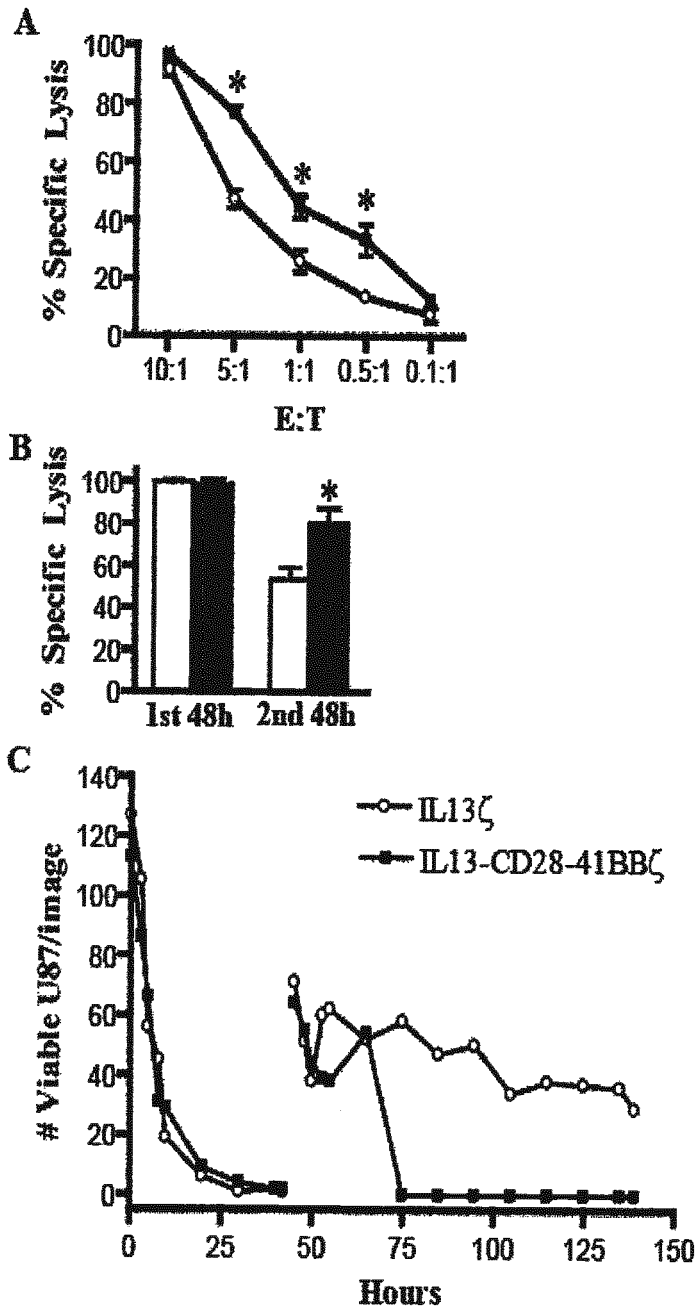 A
% Specific Lysis
100
80
60
40
20
0
*
*
*
10:1 5:1 1:1 0.5:1 0.1:1
E:T
B
% Specific Lysis
100
80
60
40
20
0
*
1st 48h 2nd 48h
C
# Viable U87/image
140
120
100
80
60
40
20
0
IL13ζ
IL13-CD28-41BBζ
0 25 50 75 100 125 150
Hours